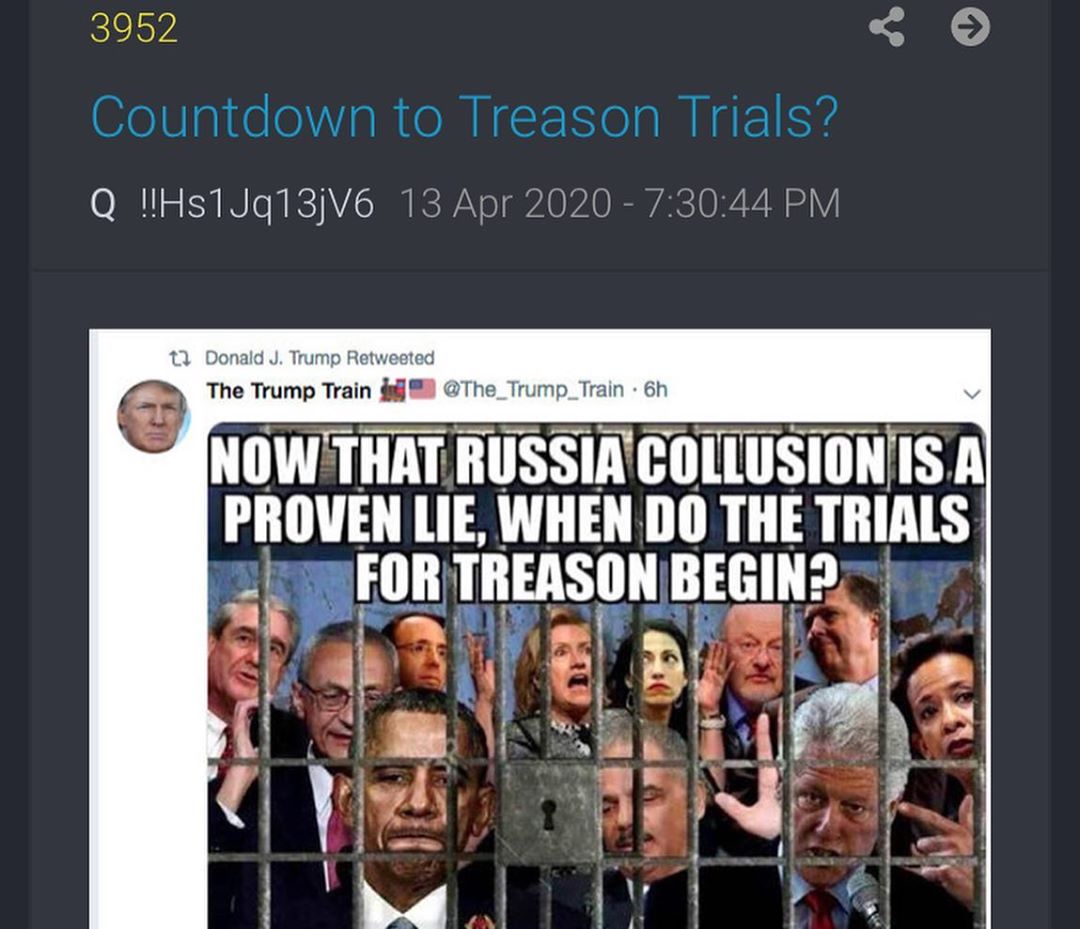 3952
Countdown to Treason Trials?
Q !!Hs1Jq13jV6 13 Apr 2020 - 7:30:44 PM
Donald J. Trump Retweeted
The Trump Train 🚂🇺🇸 @The_Trump_Train · 6h
NOW THAT RUSSIA COLLUSION IS A
PROVEN LIE, WHEN DO THE TRIALS
FOR TREASON BEGIN?